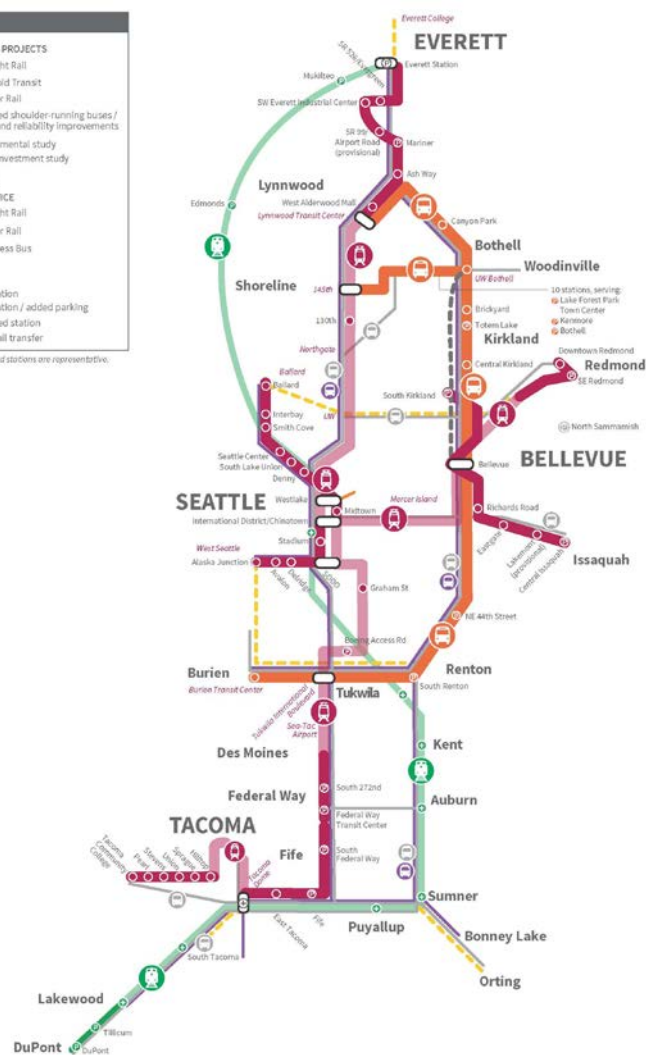 PROJECTS
ht Rail
id Transit
r Rail
ed shoulder-running buses /
nd reliability improvements
mental study
nvestment study
ICE
ht Rail
r Rail
ess Bus
ation
ation / added parking
ed station
il transfer
d stations are representative.
Everett College
EVERETT
SR 526/Evergreen
Everett Station
Mukilteo
SW Everett Industrial Center
SR 99/
Airport Road
(provisional)
Mariner
Ash Way
Lynnwood
West Alderwood Mall
Lynnwood Transit Center
Edmonds
Canyon Park
Bothell
Woodinville
UW Bothell
Shoreline
145th
130th
10 stations, serving:
Lake Forest Park
Town Center
Kenmore
Bothell
Brickyard
Totem Lake
Kirkland
Northgate
Downtown Redmond
Redmond
SE Redmond
Central Kirkland
Ballard
Ballard
South Kirkland
Interbay
UW
Smith Cove
North Sammamish
Seattle Center
South Lake Union
Denny
Bellevue
BELLEVUE
SEATTLE
Westlake
Midtown
Mercer Island
International District/Chinatown
Richards Road
Stadium
Eastgate
Lakemont
(provisional)
Central Issaquah
Issaquah
West Seattle
Alaska Junction
Avalon
Delridge
SODO
Graham St
NE 44th Street
Boeing Access Rd
Burien
Burien Transit Center
Renton
South Renton
Tukwila International
Boulevard
Tukwila
Sea-Tac
Airport
Des Moines
Kent
South 272nd
Federal Way
Federal Way
Transit Center
Auburn
TACOMA
Fife
South
Federal Way
Tacoma
Community
College
Pearl
Stevens
Union
Sprague
Hilltop
Tacoma
Dome
East Tacoma
Fife
Sumner
Puyallup
Bonney Lake
South Tacoma
Orting
Lakewood
Tillicum
DuPont
DuPont